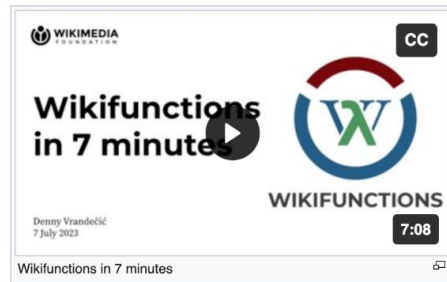 WIKIMEDIA
FOUNDATION
CC
Wikifunctions
in 7 minutes
WIKIFUNCTIONS
Denny Vrandečić
7 July 2023
7:08
Wikifunctions in 7 minutes